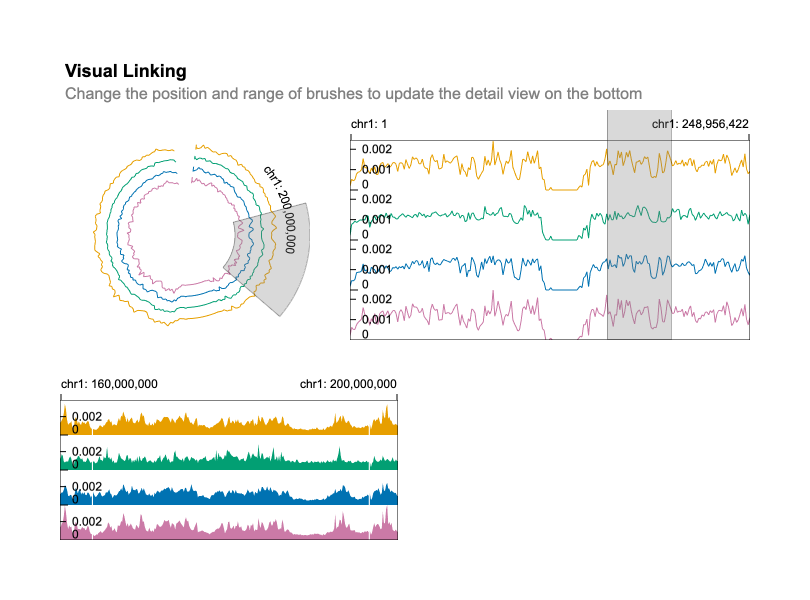 Visual Linking
Change the position and range of brushes to update the detail view on the bottom
chr1: 200,000,000
chr1: 1
chr1: 248,956,422
0.002
0.001
0
0.002
0.001
0
0.002
0.001
0
0.002
0.001
0
chr1: 160,000,000
chr1: 200,000,000
0.002
0
0.002
0
0.002
0
0.002
0